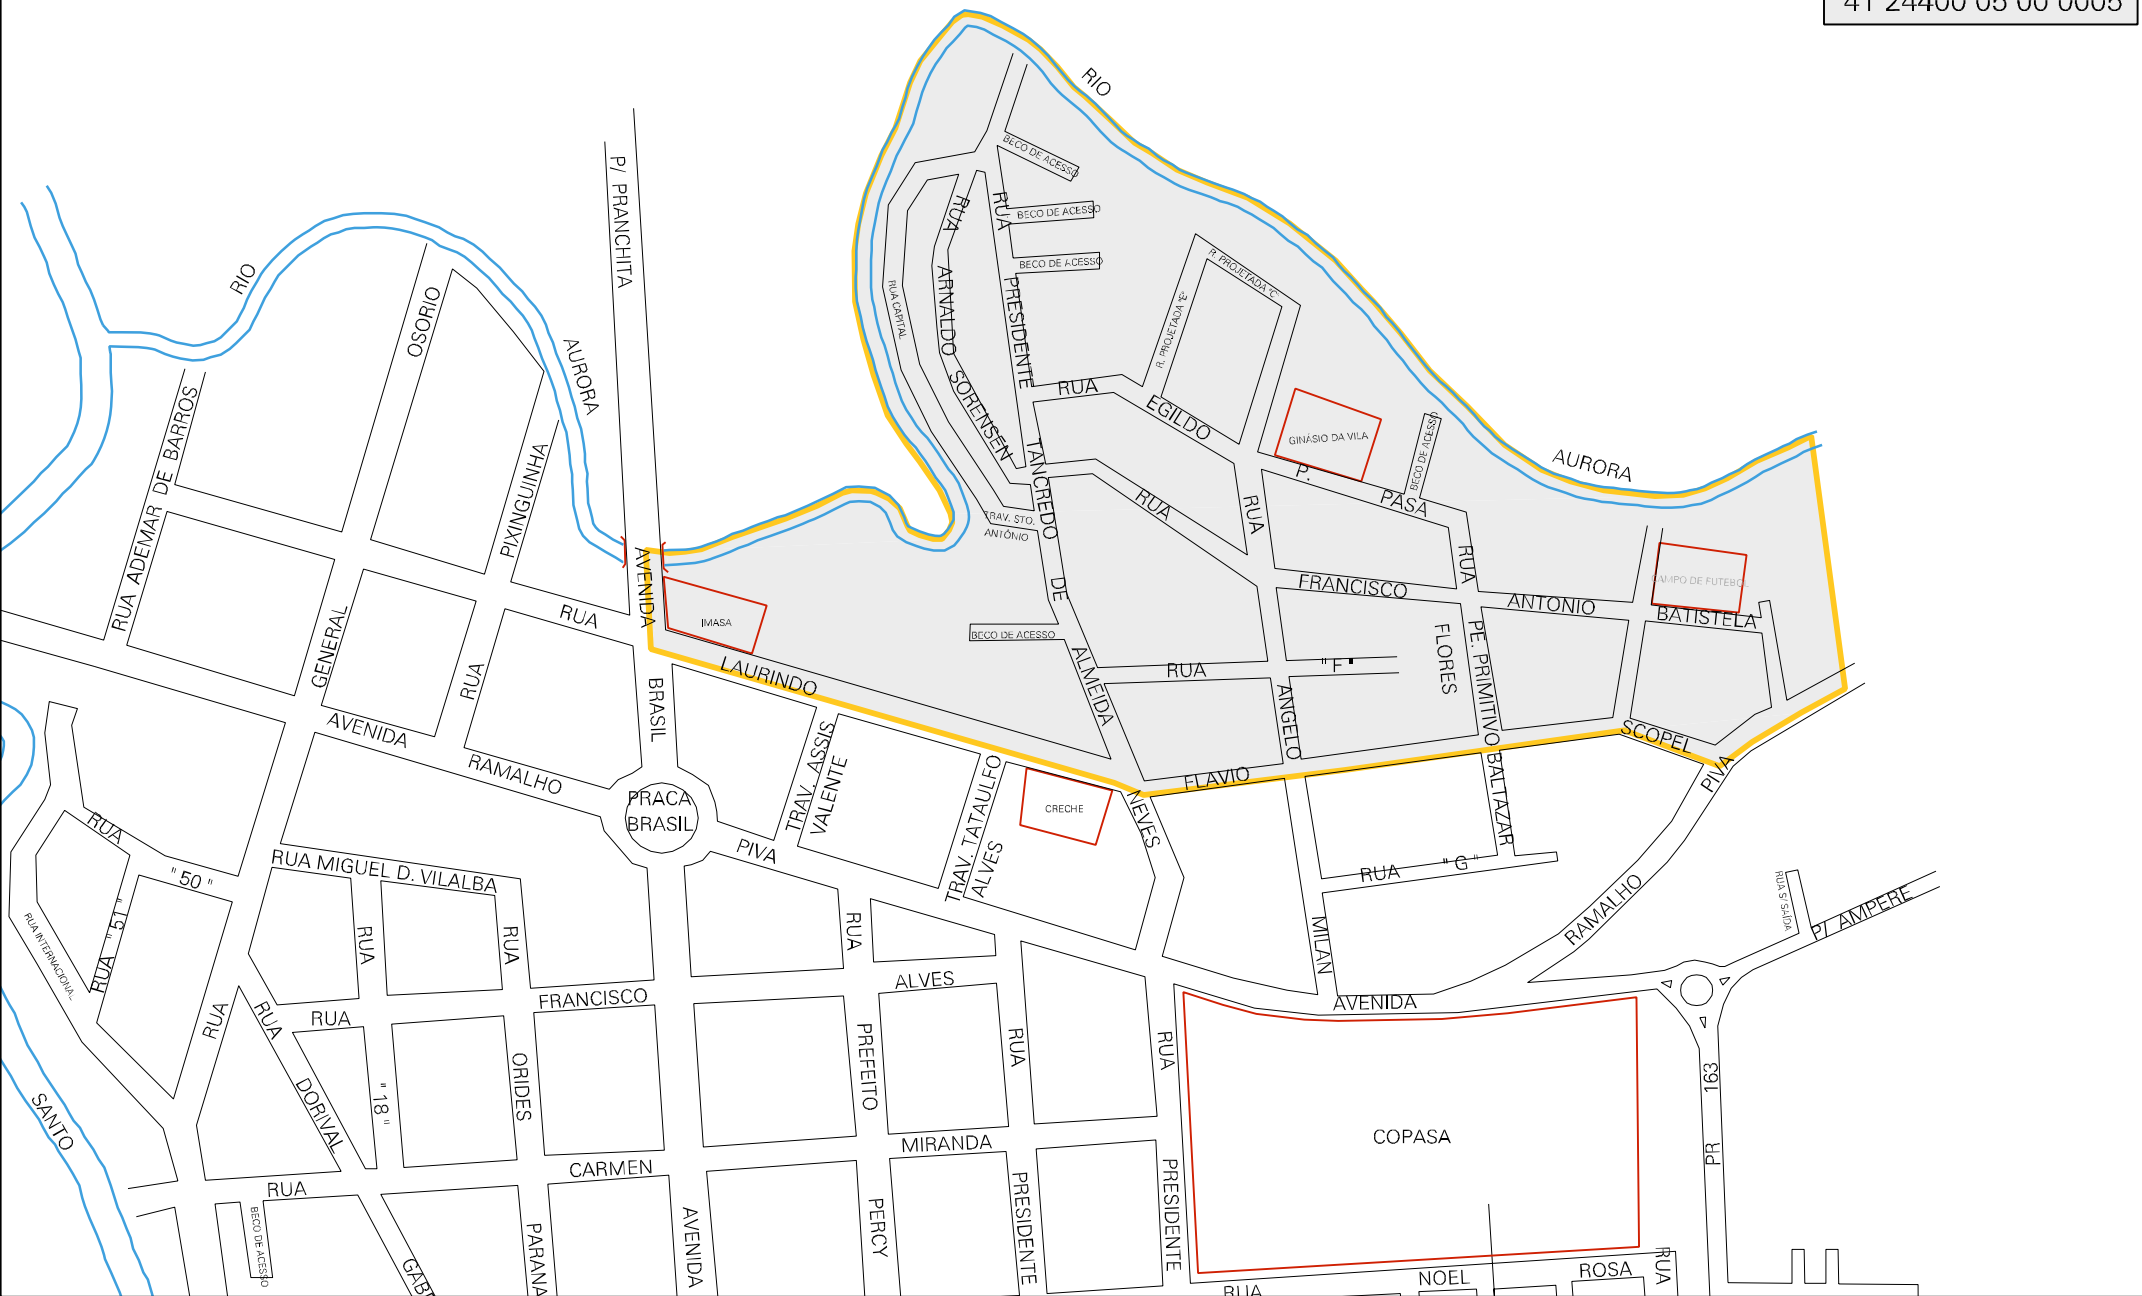 41 24400 05 00 0005
RIO
P/ PRANCHITA
BECO DE ACESSO
RUA
RUA
BECO DE ACESSO
BECO DE ACESSO
R. PROJETADA "C"
RIO
OSORIO
RUA CAPITAL
ARNALDO
PRESIDENTE
R. PROJETADA "E"
AURORA
RUA
EGILDO
SORENSEN
GINÁSIO DA VILA
BECO DE ACESSO
AURORA
RUA ADEMAR DE BARROS
PIXINGUINHA
TANCREDO
RUA
RUA
P.
PASA
TRAV. STO.
ANTÔNIO
AVENIDA
RUA
DE
RUA
FRANCISCO
ANTONIO
CAMPO DE FUTEBOL
BATISTELA
IMASA
BECO DE ACESSO
GENERAL
RUA
LAURINDO
ALMEIDA
RUA
" F "
FLORES
PE. PRIMITIVO
BRASIL
ANGELO
AVENIDA
RAMALHO
TRAV. ASSIS
VALENTE
SCOPEL
FLAVIO
PIVA
PRACA
BRASIL
TRAV. TATAULFO
ALVES
CRECHE
NEVES
BALTAZAR
RUA
" 50 "
RUA MIGUEL D. VILALBA
PIVA
RUA
" G "
RUA
" 51 "
RUA INTERNACIONAL
RUA
RUA
RUA
MILAN
RAMALHO
RUA S/ SAÍDA
P/ AMPERE
FRANCISCO
ALVES
AVENIDA
RUA
RUA
RUA
ORIDES
PREFEITO
RUA
RUA
PR
163
SANTO
DORIVAL
" 18 "
COPASA
MIRANDA
CARMEN
RUA
BECO DE ACESSO
PARANA
AVENIDA
PERCY
PRESIDENTE
PRESIDENTE
NOEL
ROSA
RUA
RUA